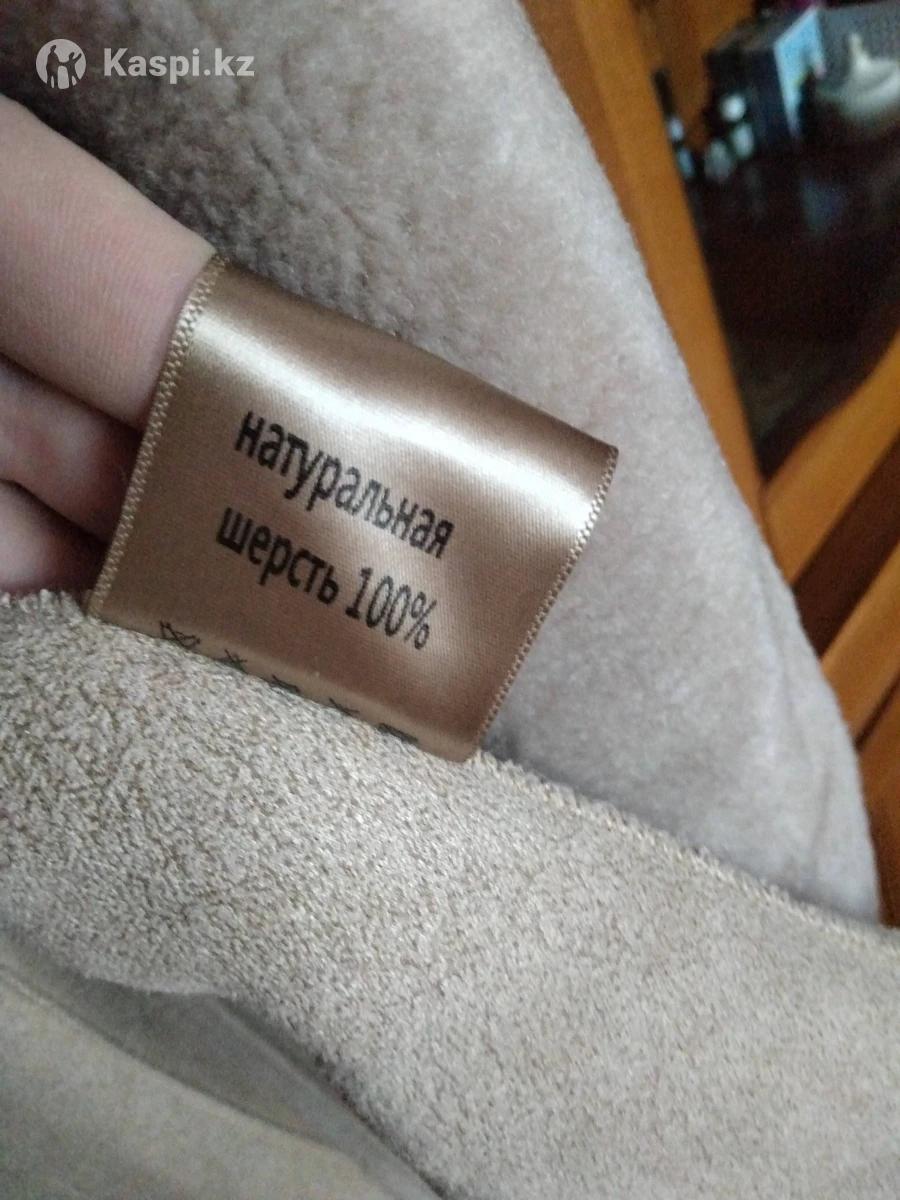 Kaspi.kz
натуральная
шерсть 100%